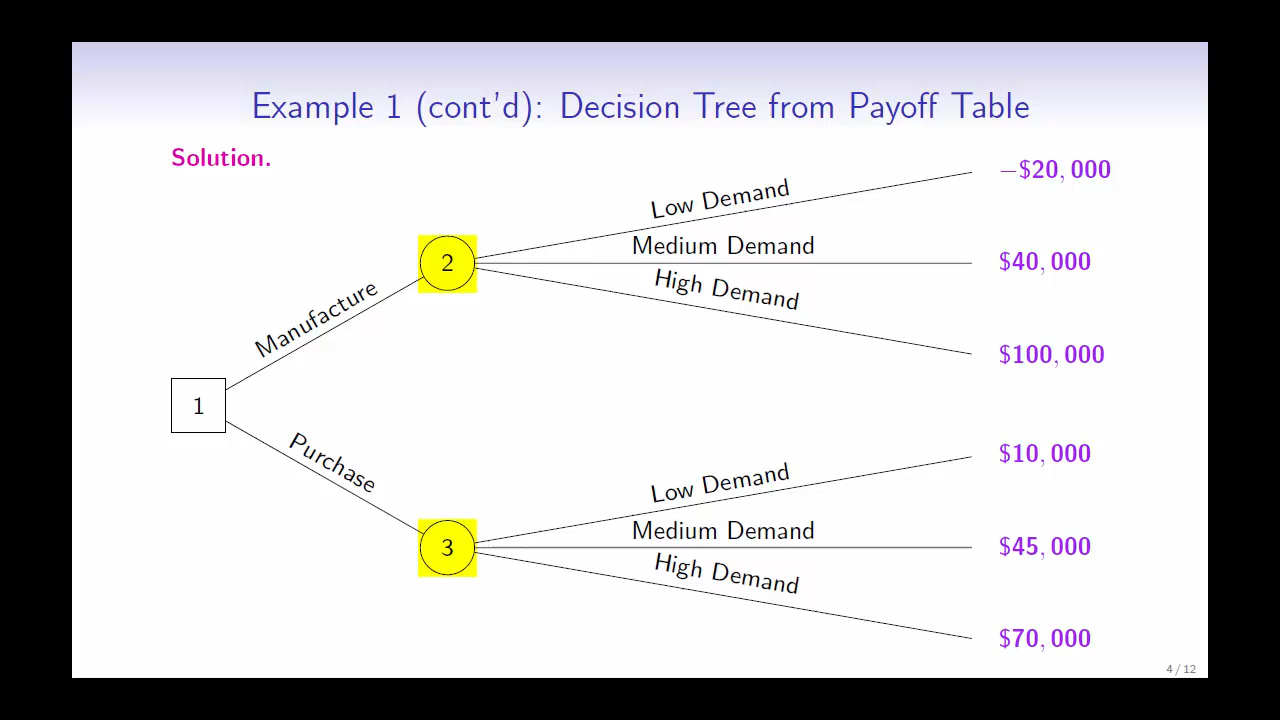 Example 1 (cont'd): Decision Tree from Payoff Table
Solution.
−$20,000
Low Demand
Medium Demand
$40,000
2
High Demand
Manufacture
$100,000
1
Purchase
$10,000
Low Demand
Medium Demand
$45,000
3
High Demand
$70,000
4 / 12